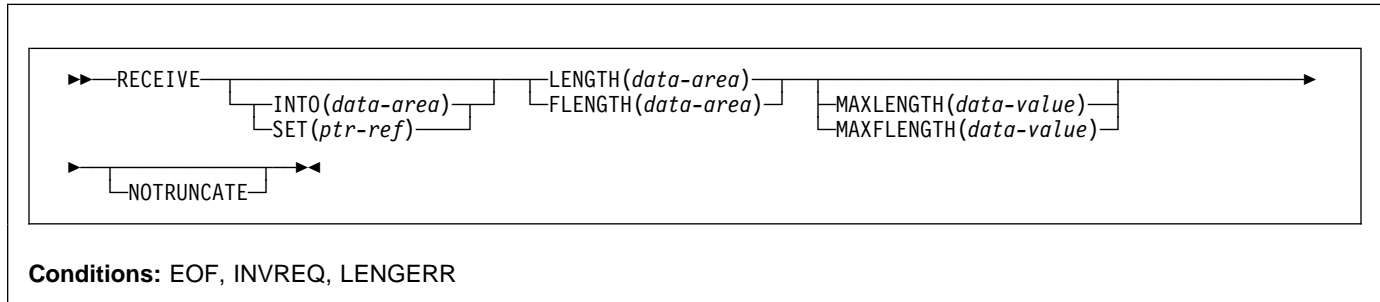 RECEIVE LENGTH(data-area)
INTO(data-area) FLENGTH(data-area) MAXLENGTH(data-value)
SET(ptr-ref) MAXFLENGTH(data-value)
NOTRUNCATE
Conditions: EOF, INVREQ, LENGERR